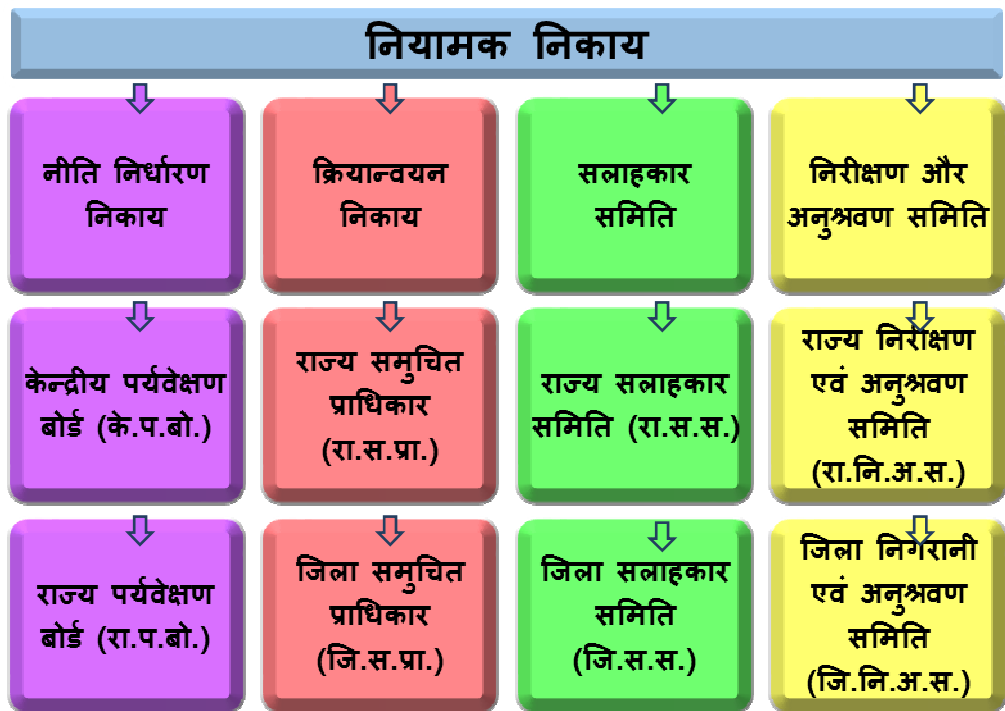 नियामक निकाय
नीति निर्धारण
निकाय
क्रियान्वयन
निकाय
सलाहकार
समिति
निरीक्षण और
अनुश्रवण समिति
केन्द्रीय पर्यवेक्षण
बोर्ड (के.प.बो.)
राज्य समुचित
प्राधिकार
(रा.स.प्रा.)
राज्य सलाहकार
समिति (रा.स.स.)
राज्य निरीक्षण
एवं अनुश्रवण
समिति
(रा.नि.अ.स.)
राज्य पर्यवेक्षण
बोर्ड (रा.प.बो.)
जिला समुचित
प्राधिकार
(जि.स.प्रा.)
जिला सलाहकार
समिति
(जि.स.स.)
जिला निगरानी
एवं अनुश्रवण
समिति
(जि.नि.अ.स.)